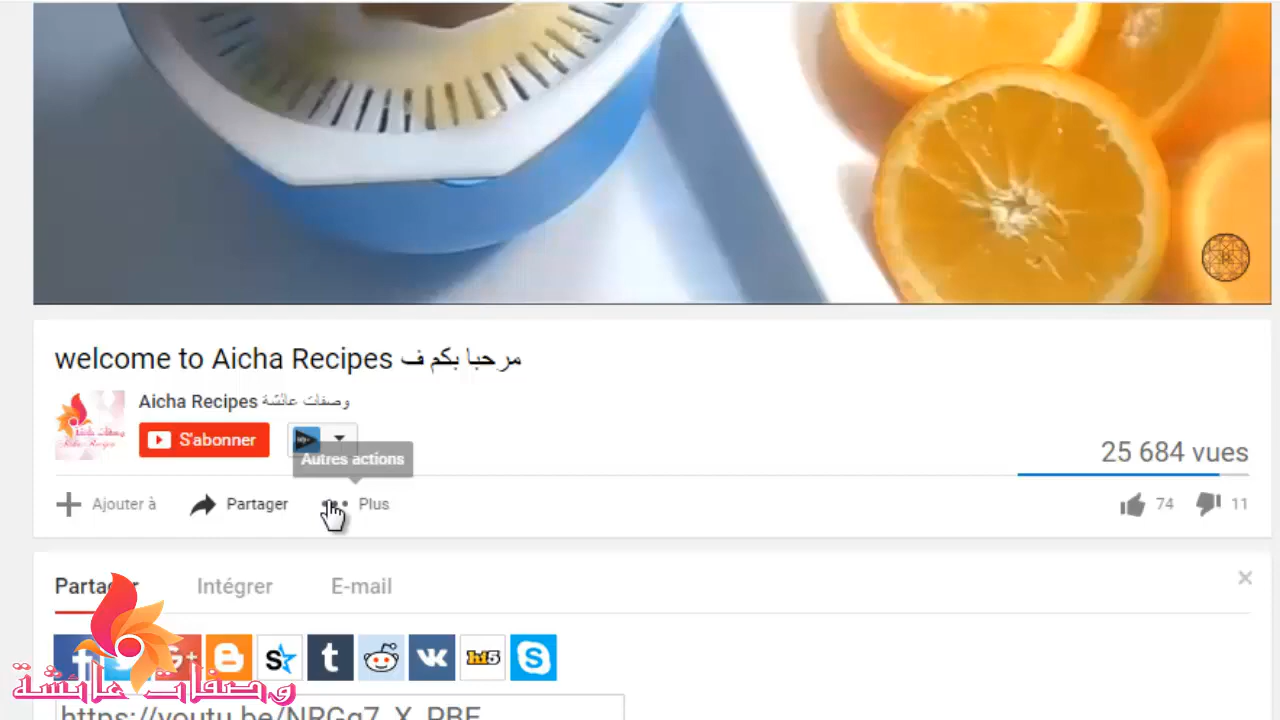 welcome to Aicha Recipes مرحبا بكم ف
Aicha Recipes وصفات عائشة
S'abonner
Autres actions
25 684 vues
Ajouter à Partager Plus 74 11
Partager Intégrer E-mail
وصفات عائشة